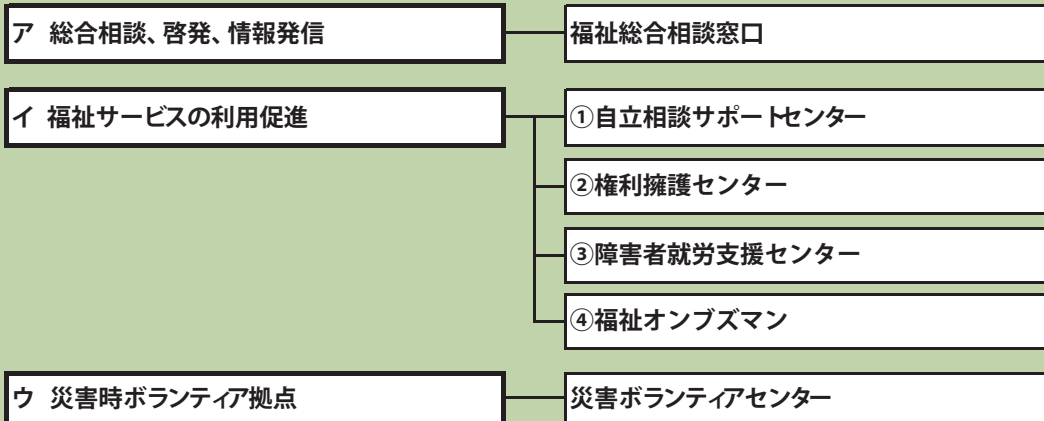 ア 総合相談、啓発、情報発信
福祉総合相談窓口
イ 福祉サービスの利用促進
①自立相談サポートセンター
②権利擁護センター
③障害者就労支援センター
④福祉オンブズマン
ウ 災害時ボランティア拠点
災害ボランティアセンター